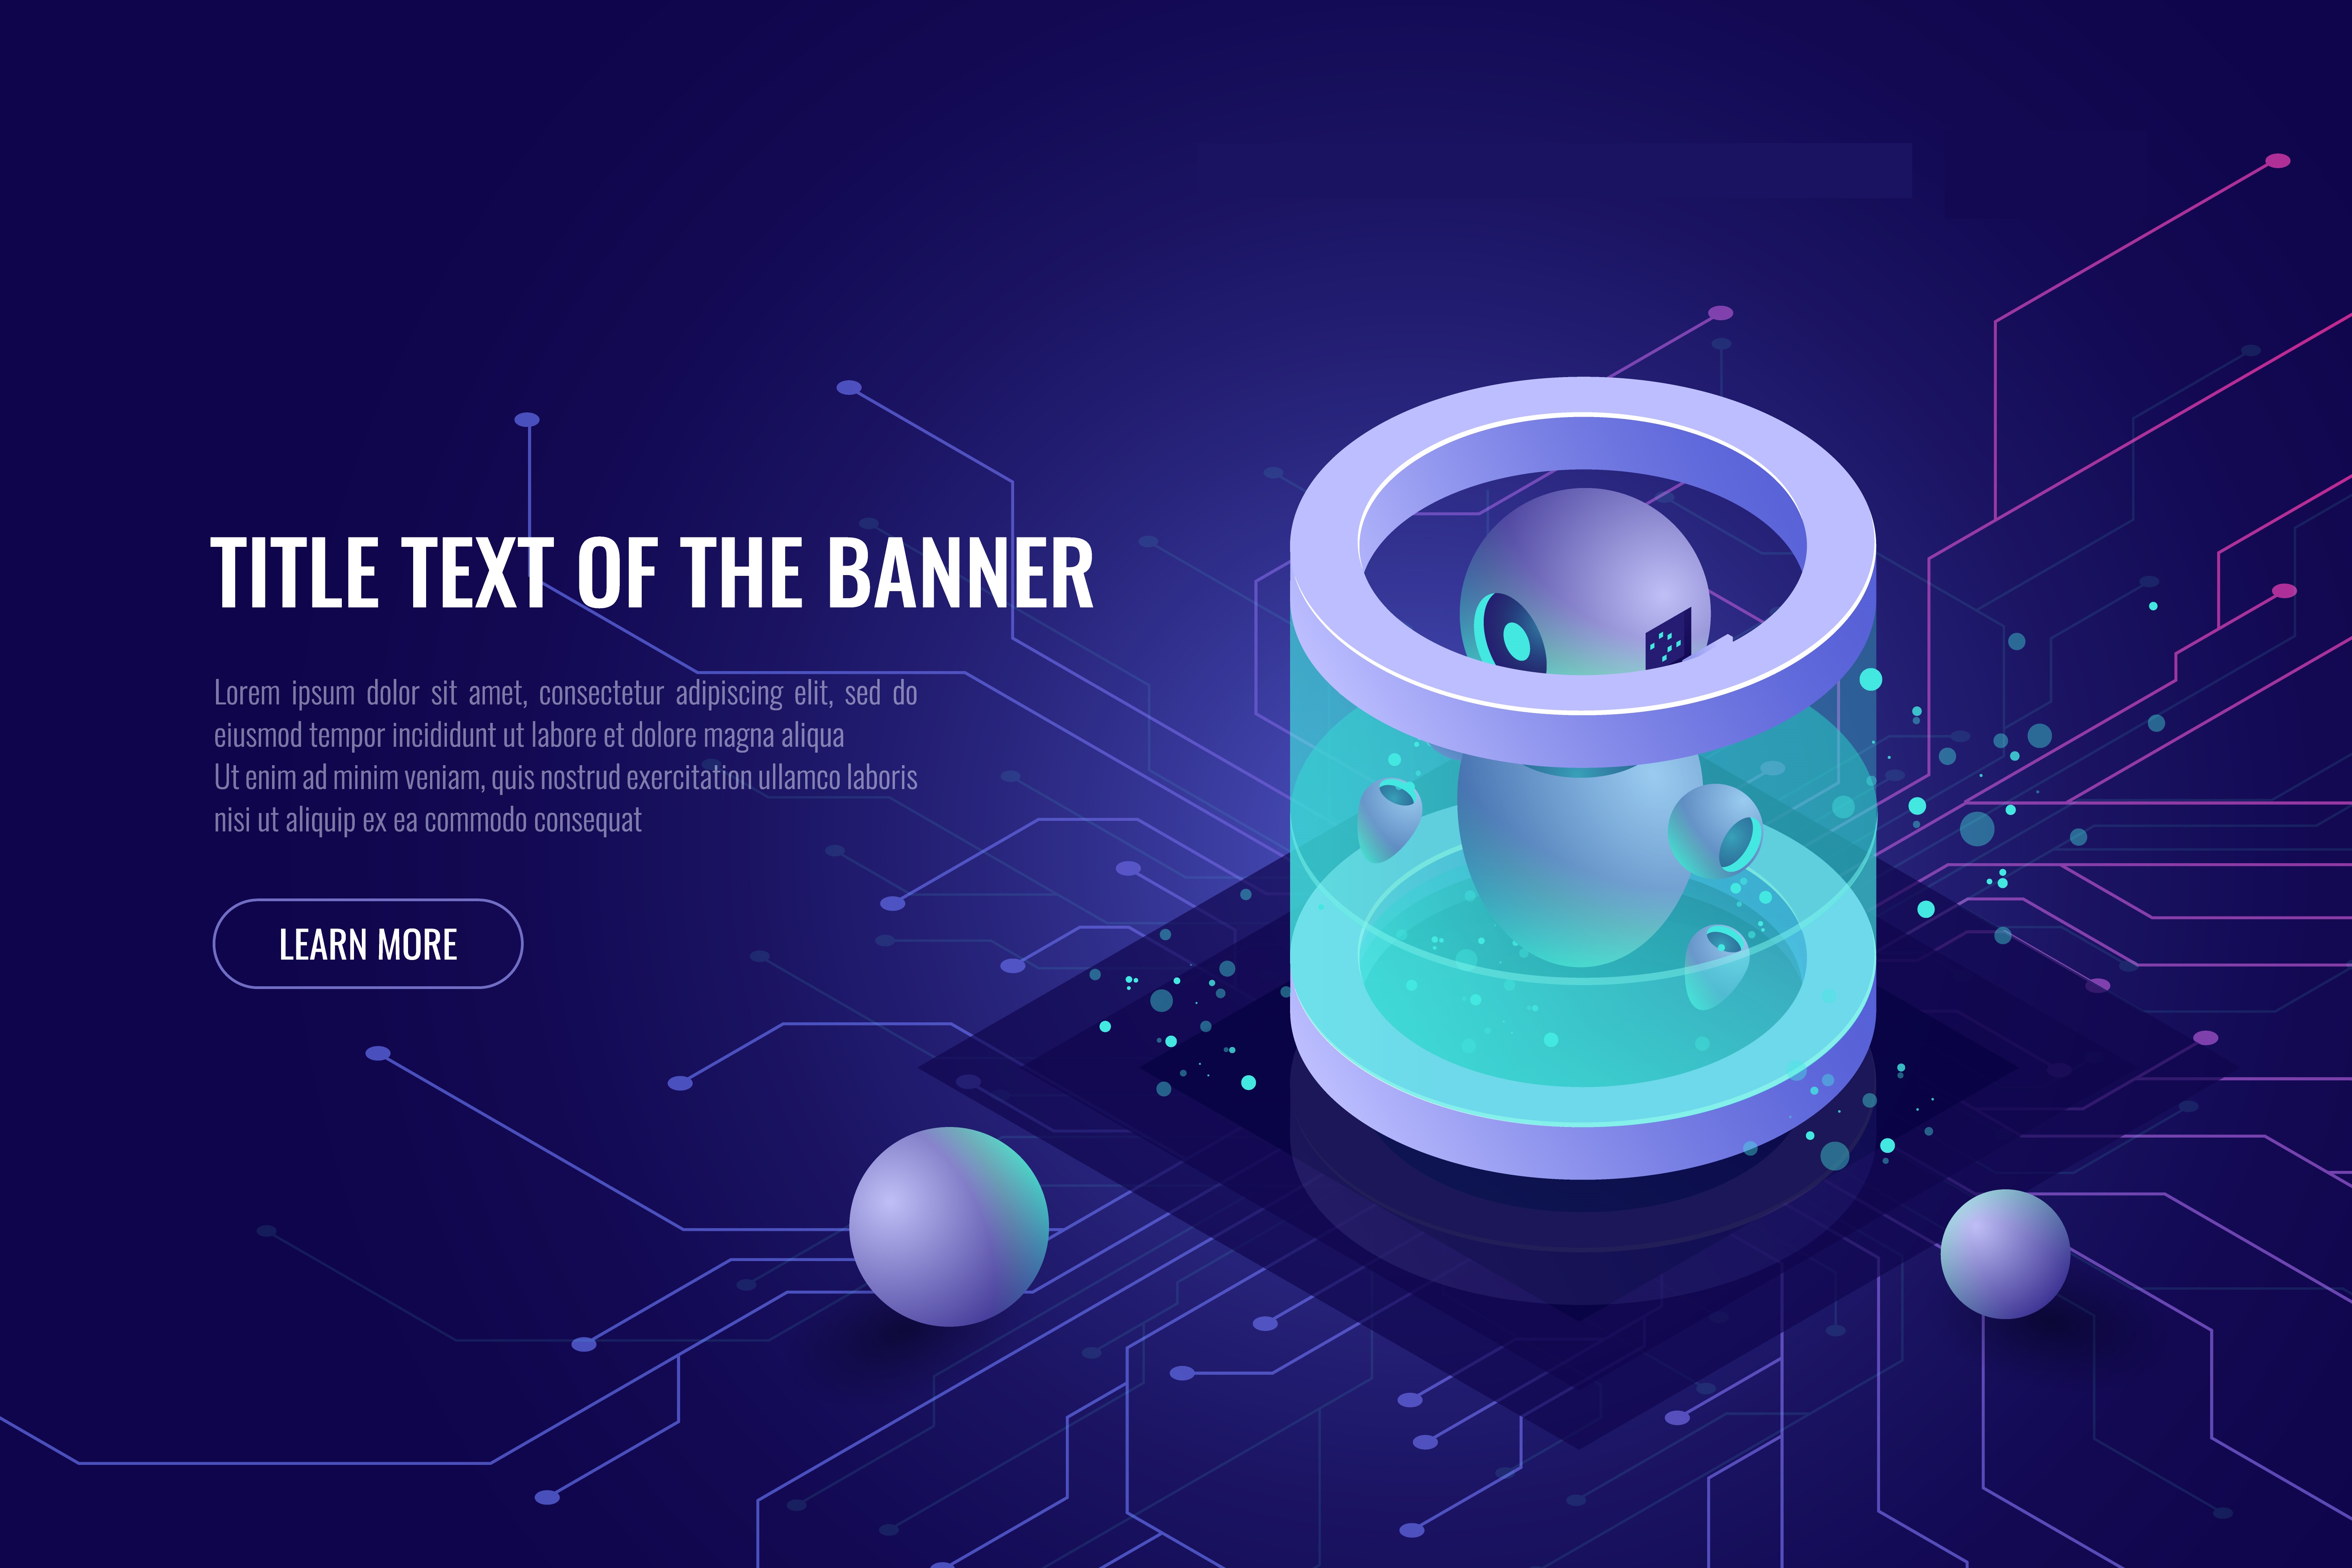 TITLE TEXT OF THE BANNER
Lorem ipsum dolor sit amet, consectetur adipiscing elit, sed do
eiusmod tempor incididunt ut labore et dolore magna aliqua
Ut enim ad minim veniam, quis nostrud exercitation ullamco laboris
nisi ut aliquip ex ea commodo consequat
LEARN MORE